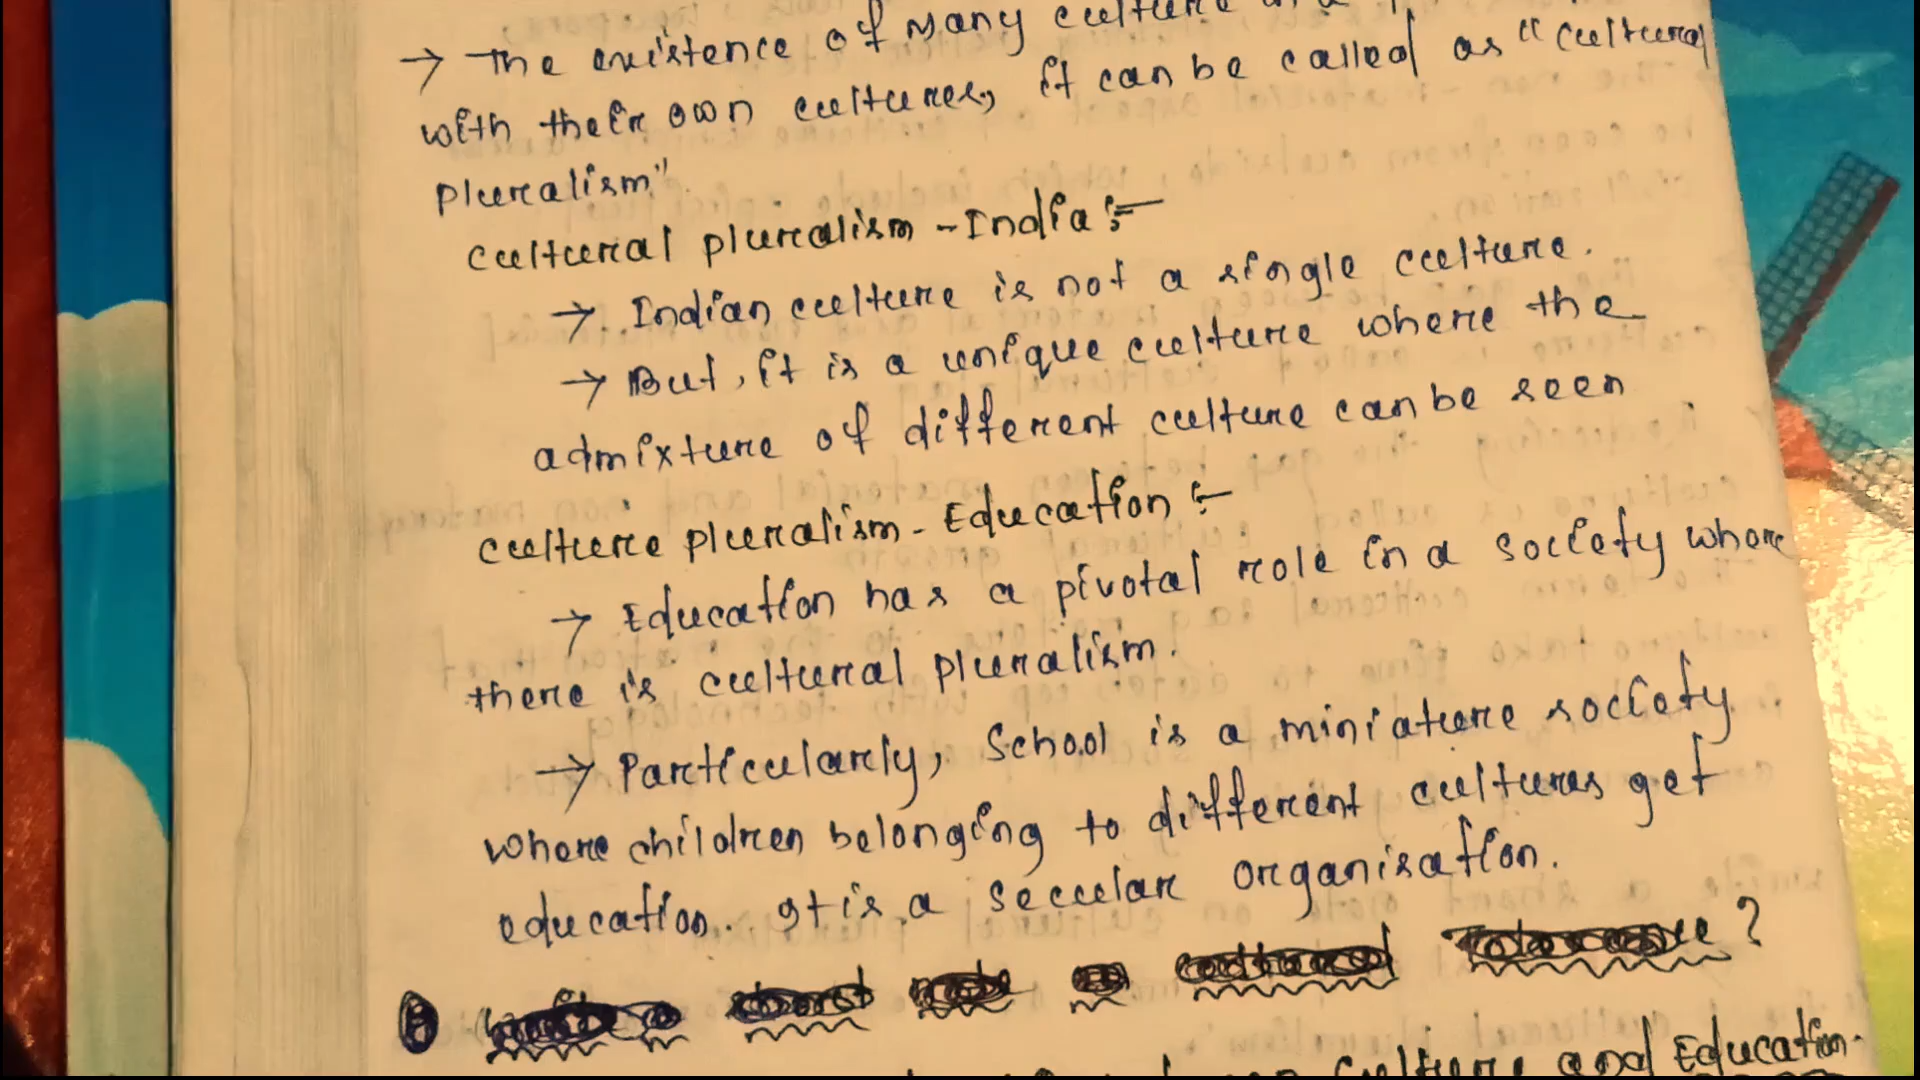 → The existence of Many culture
with their own cultures, it can be called as "cultural
pluralism".
cultural pluralism - India :-
→ Indian culture is not a single culture.
→ But, it is a unique culture where the
admixture of different culture can be seen
culture pluralism - Education :-
→ Education has a pivotal role in a society where
there is cultural pluralism.
→ Particularly, School is a miniature society
where children belonging to different cultures get
education. It is a secular organisation.
?
culture and Education.